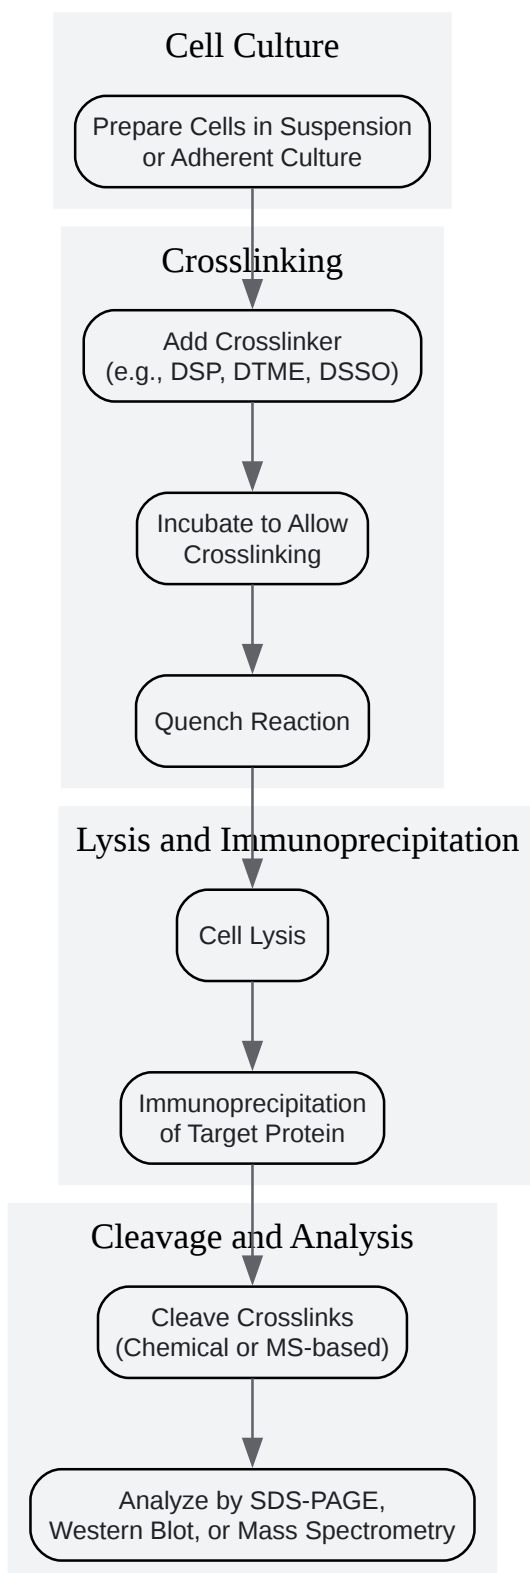 Cell Culture
Prepare Cells in Suspension
or Adherent Culture
Crosslinking
Add Crosslinker
(e.g., DSP, DTME, DSSO)
Incubate to Allow
Crosslinking
Quench Reaction
Lysis and Immunoprecipitation
Cell Lysis
Immunoprecipitation
of Target Protein
Cleavage and Analysis
Cleave Crosslinks
(Chemical or MS-based)
Analyze by SDS-PAGE,
Western Blot, or Mass Spectrometry